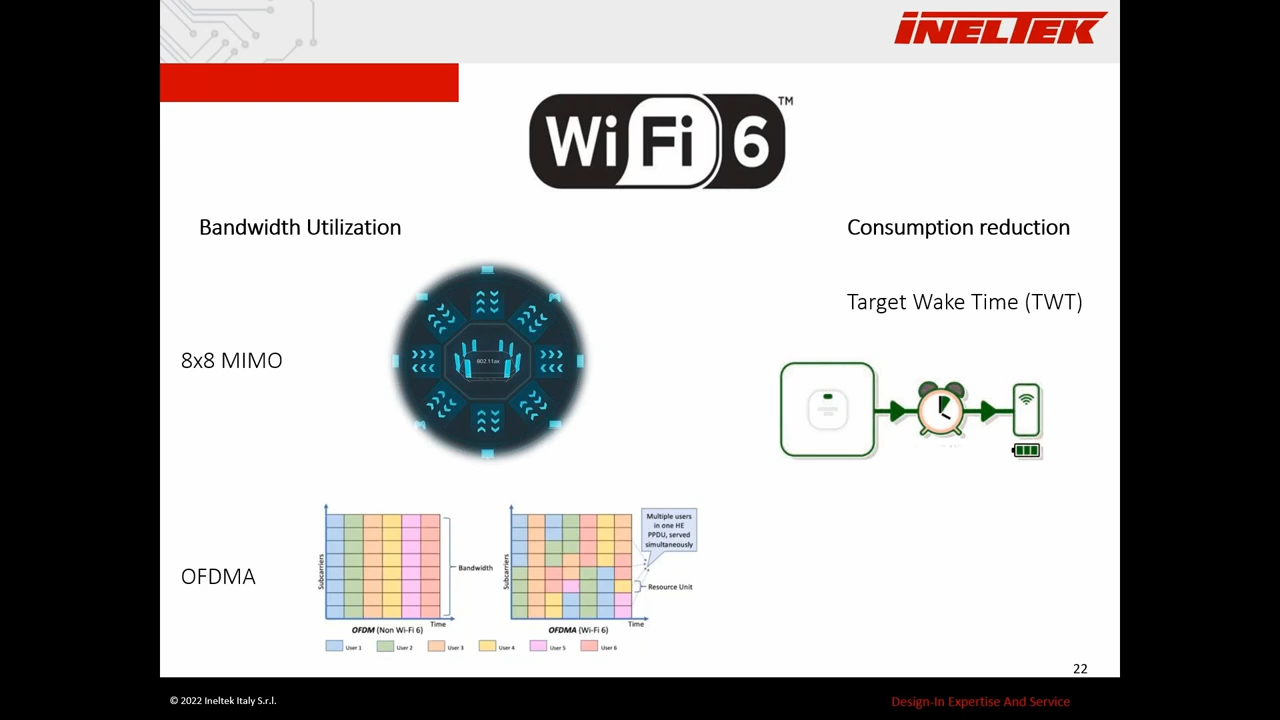 INELTEK
WiFi 6 ™
Bandwidth Utilization
Consumption reduction
Target Wake Time (TWT)
8x8 MIMO
802.11ax
OFDMA
Subcarriers
Bandwidth
Time
OFDM (Non Wi-Fi 6)
Subcarriers
Multiple users
in one HE
PPDU, served
simultaneously
Resource Unit
Time
OFDMA (Wi-Fi 6)
User 1 User 2 User 3 User 4 User 5 User 6
22
© 2022 Ineltek Italy S.r.l.
Design-In Expertise And Service